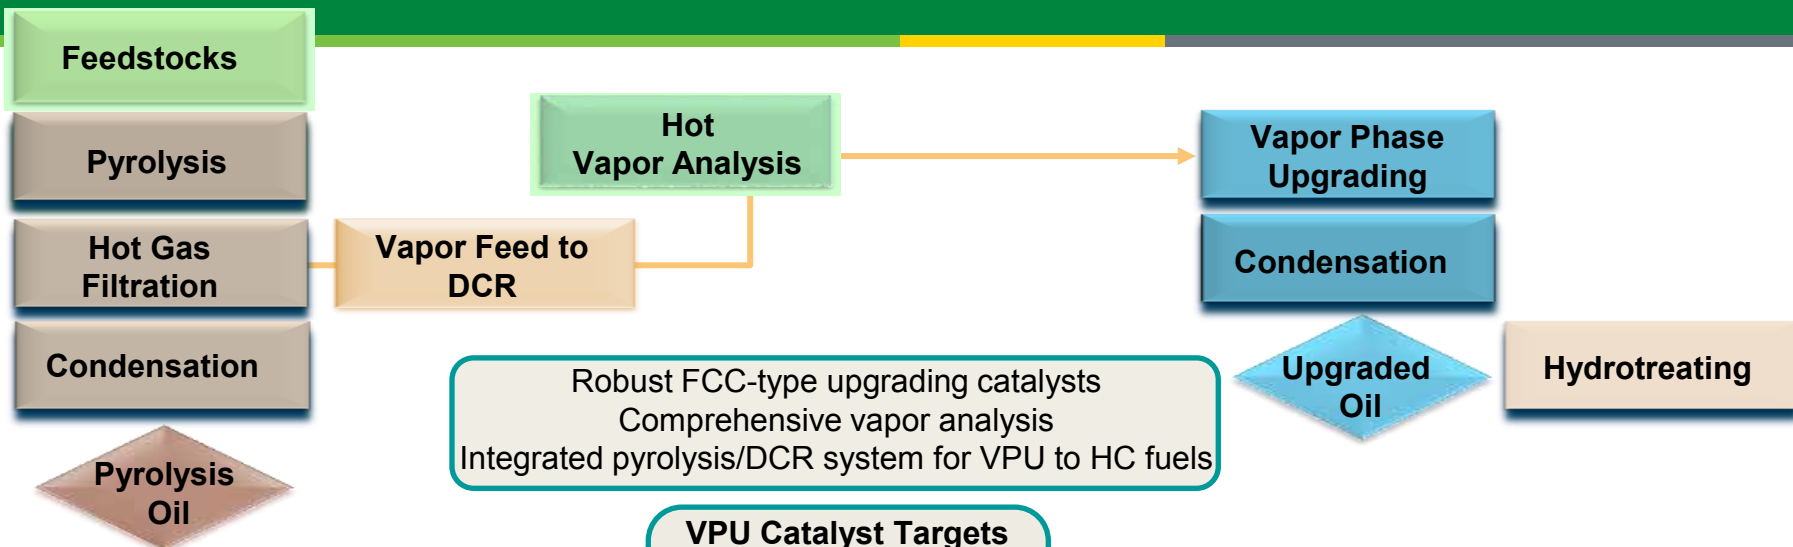 Feedstocks
Pyrolysis
Hot Gas
Filtration
Condensation
Pyrolysis
Oil
Vapor Feed to
DCR
Hot
Vapor Analysis
Vapor Phase
Upgrading
Condensation
Upgraded
Oil
Hydrotreating
Robust FCC-type upgrading catalysts
Comprehensive vapor analysis
Integrated pyrolysis/DCR system for VPU to HC fuels
VPU Catalyst Targets